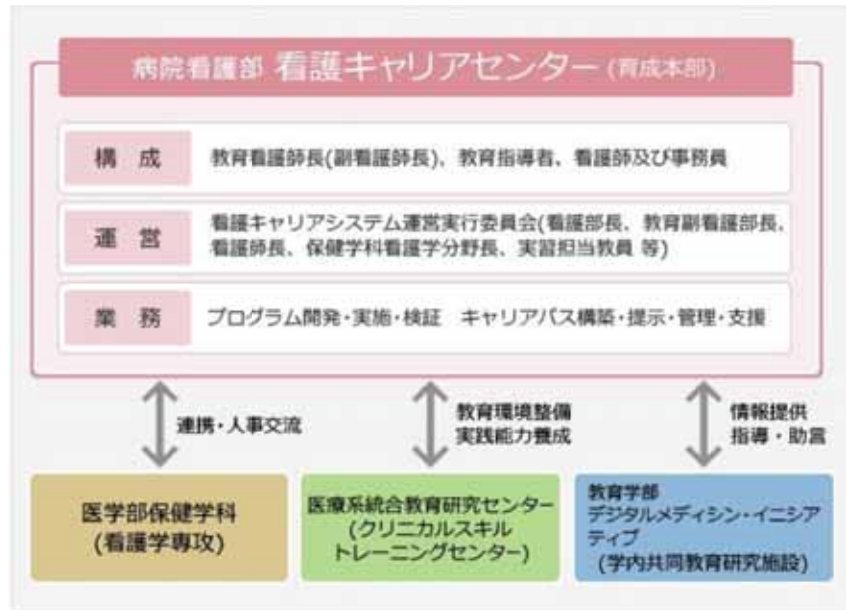 病院看護部 看護キャリアセンター (育成本部)
構 成
教育看護師長(副看護師長)、教育指導者、看護師及び事務員
運 営
看護キャリアシステム運営実行委員会(看護部長、教育副看護部長、
看護師長、保健学科看護学分野長、実習担当教員 等)
業 務
プログラム開発・実施・検証　キャリアパス構築・提示・管理・支援
連携・人事交流
教育環境整備
実践能力養成
情報提供
指導・助言
医学部保健学科
(看護学専攻)
医療系統合教育研究センター
(クリニカルスキル
トレーニングセンター)
教育学部
デジタルメディシン・イニシア
ティブ
(学内共同教育研究施設)